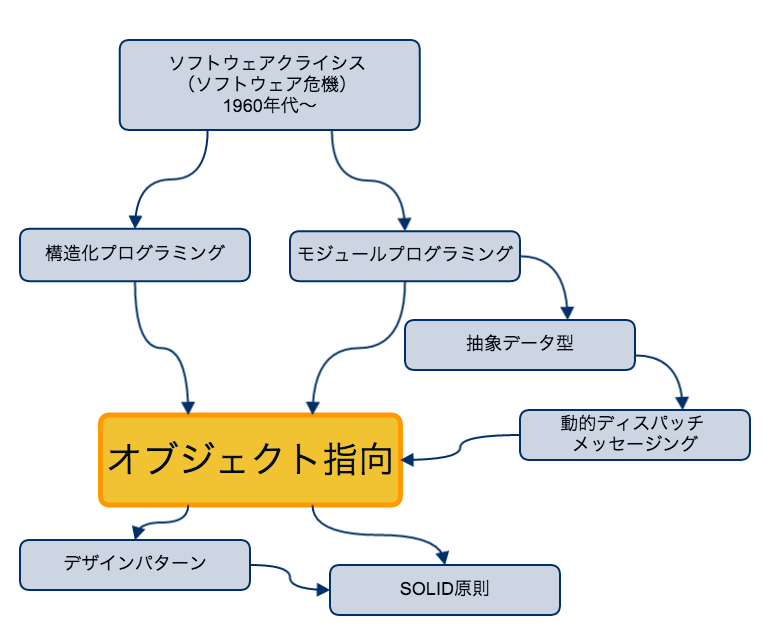 ソフトウェアクライシス
（ソフトウェア危機）
1960年代〜
構造化プログラミング
モジュールプログラミング
抽象データ型
動的ディスパッチ
メッセージング
オブジェクト指向
デザインパターン
SOLID原則